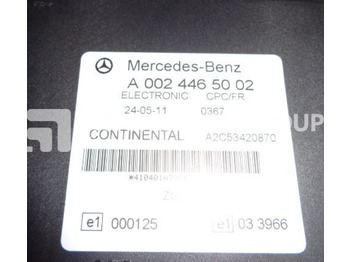 Mercedes-Benz
A 002 446 50 02
ELECTRONIC CPC/FR
24-05-11 0367
CONTINENTAL A2C53420870
e1 000125 e1 03 3966